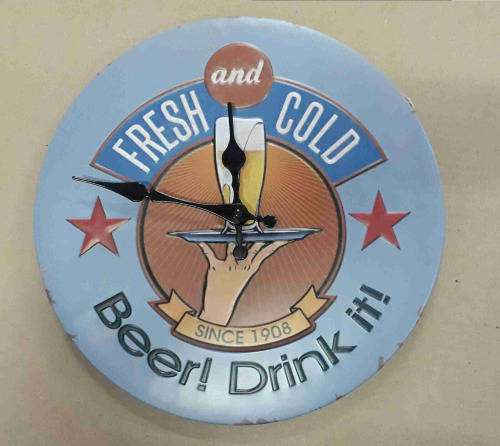 and
FRESH COLD
SINCE 1908
Beer! Drink it!